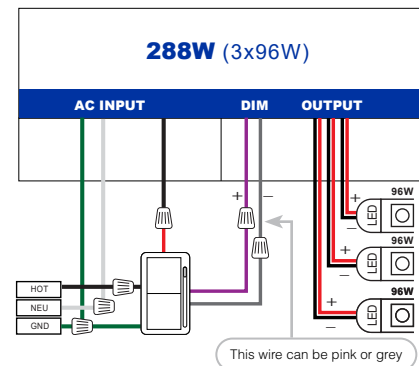 288W (3x96W)
AC INPUT DIM OUTPUT
+ −
96W
+
LED
−
96W
+
LED
−
96W
+
LED
−
HOT
NEU
GND
This wire can be pink or grey